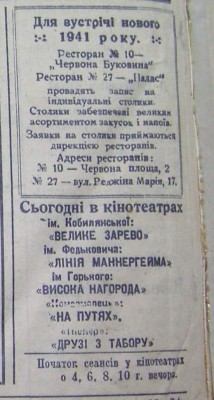 Для зустрічі нового
1941 року.
Ресторан № 10—
„Червона Буковина"
Ресторан № 27 — „Палас"
провадять запис на
індивідуальні столики.
Столики забезпечені великим
асортиментом закусок і напоїв.
Заявки на столики приймаються
дирекцією ресторанів.
Адреси ресторанів:
№ 10 — Червона площа, 2
№ 27 — вул. Реджіна Марія, 17.
Сьогодні в кінотеатрах
ім. Кобилянської:
«ВЕЛИКЕ ЗАРЕВО»
ім. Федьковича:
«ЛІНІЯ МАННЕРГЕЙМА»
ім Горького:
«ВИСОКА НАГОРОДА»
«НА ПУТЯХ»,
«ДРУЗІ З ТАБОРУ»
Початок сеансів у кінотеатрах
о 4, 6, 8, 10 г. вечора.